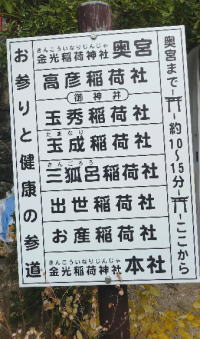 奥宮まで━⛩━約10〜15分━⛩━ここから
きんこういなりじんじゃ
金光稲荷神社 奥宮
高彦稲荷社
御神井
玉秀稲荷社
たまなり
玉成稲荷社
さんころう
三狐呂稲荷社
出世稲荷社
お産稲荷社
きんこういなりじんじゃ
金光稲荷神社 本社
お参りと健康の参道